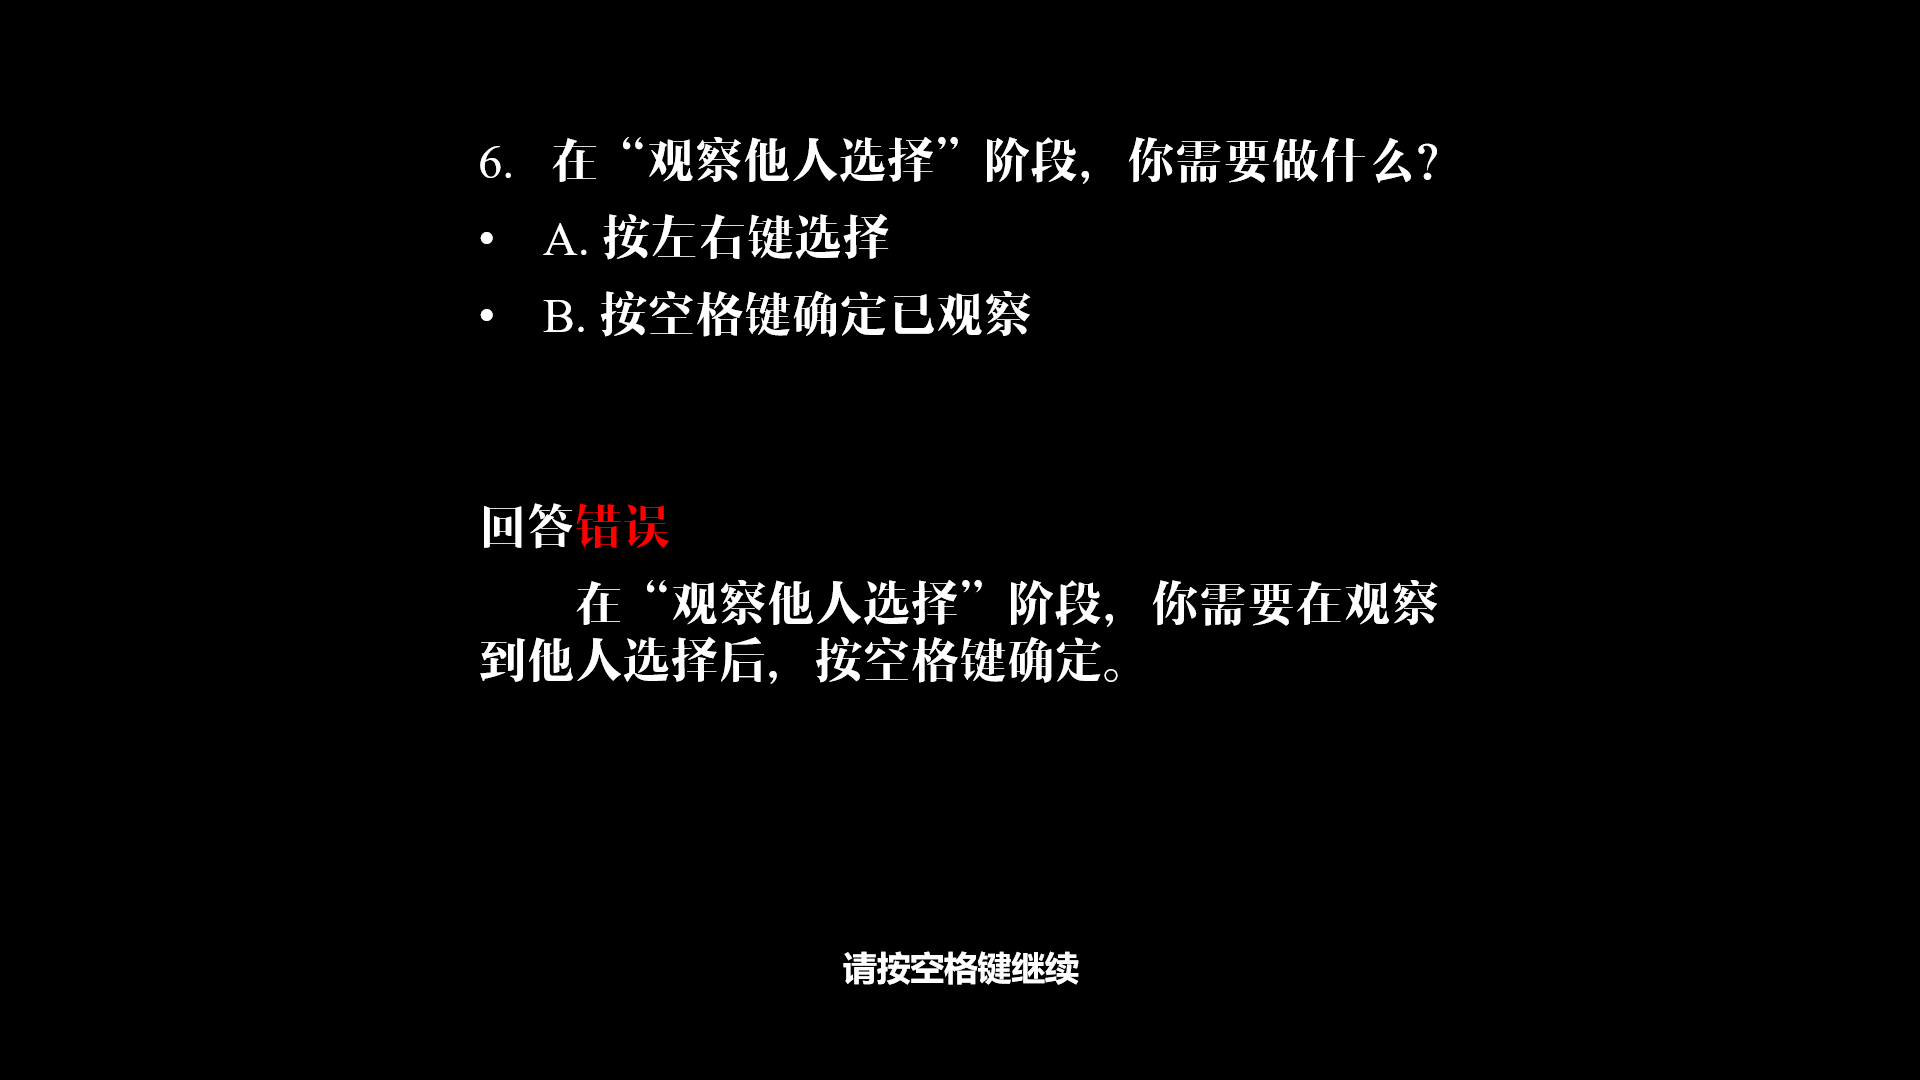 6. 在“观察他人选择”阶段，你需要做什么？
• A. 按左右键选择
• B. 按空格键确定已观察
回答错误
在“观察他人选择”阶段，你需要在观察
到他人选择后，按空格键确定。
请按空格键继续